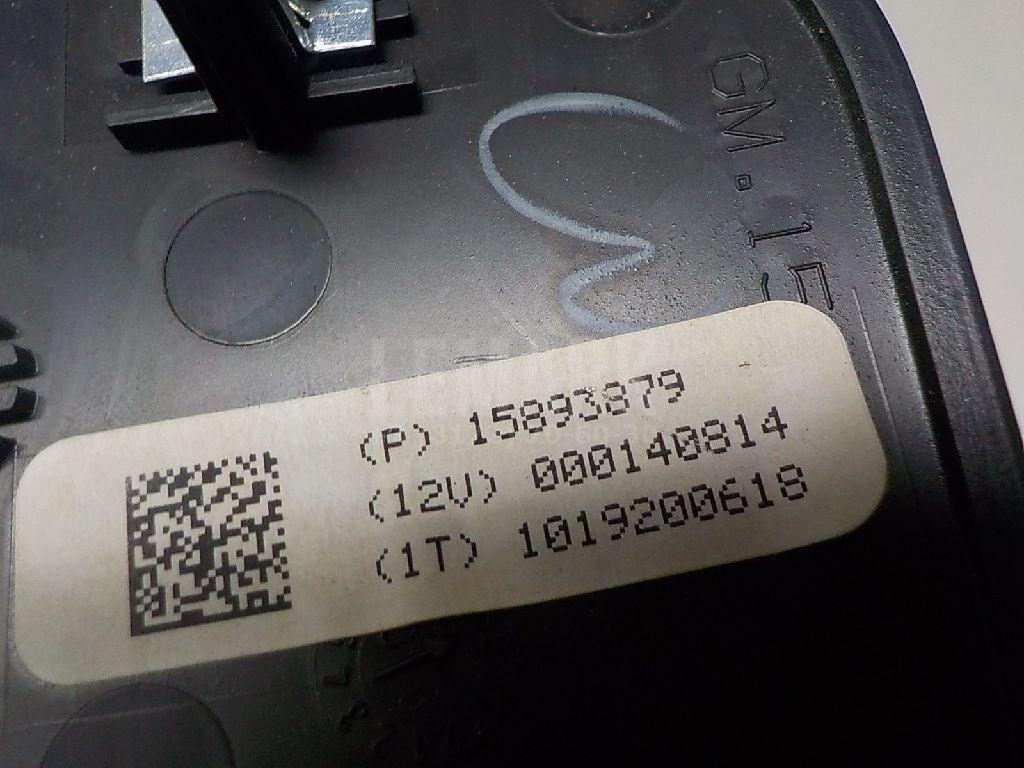 GM.15
(P) 15893879
(12V) 000140814
(1T) 1019200618